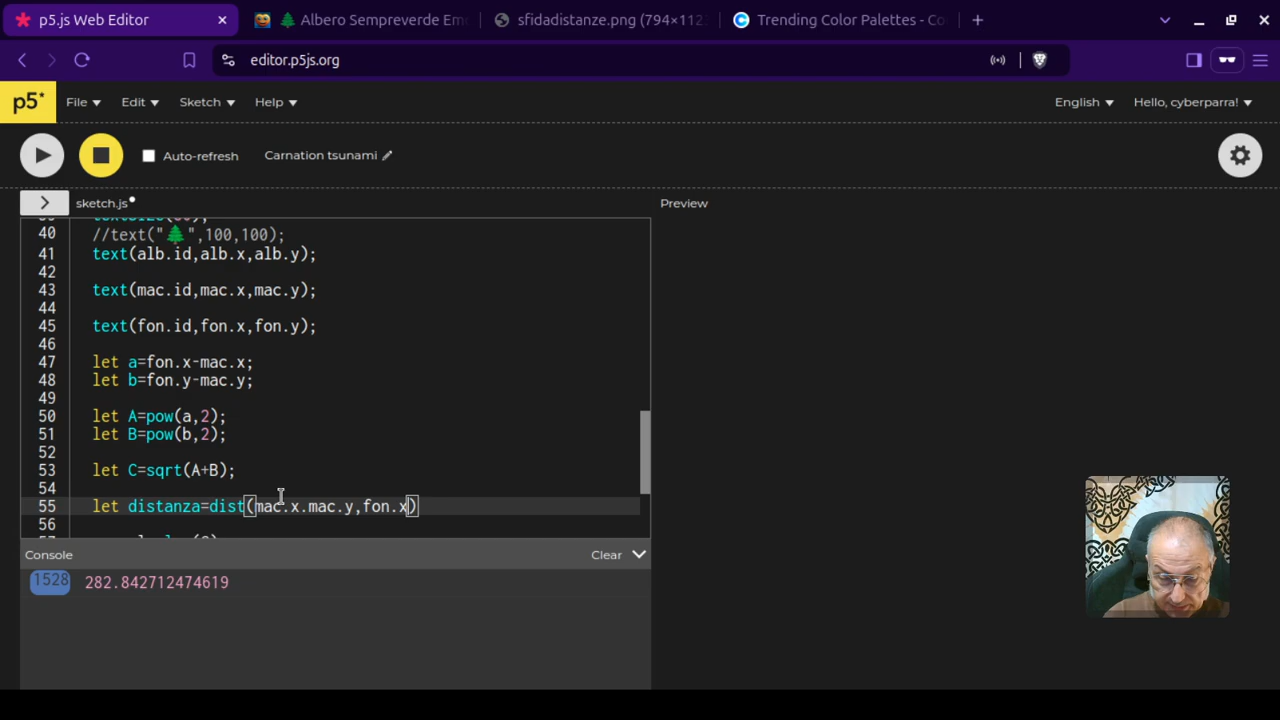 p5.js Web Editor
🌲 Albero Sempreverde Em
sfidadistanze.png (794×112
Trending Color Palettes - Co
editor.p5js.org
p5* File Edit Sketch Help English Hello, cyberparra!
Auto-refresh Carnation tsunami
sketch.js Preview
40 //text("🌲",100,100);
41 text(alb.id,alb.x,alb.y);
42
43 text(mac.id,mac.x,mac.y);
44
45 text(fon.id,fon.x,fon.y);
46
47 let a=fon.x-mac.x;
48 let b=fon.y-mac.y;
49
50 let A=pow(a,2);
51 let B=pow(b,2);
52
53 let C=sqrt(A+B);
54
55 let distanza=dist(mac.x.mac.y,fon.x)
56
Console Clear
1528 282.842712474619